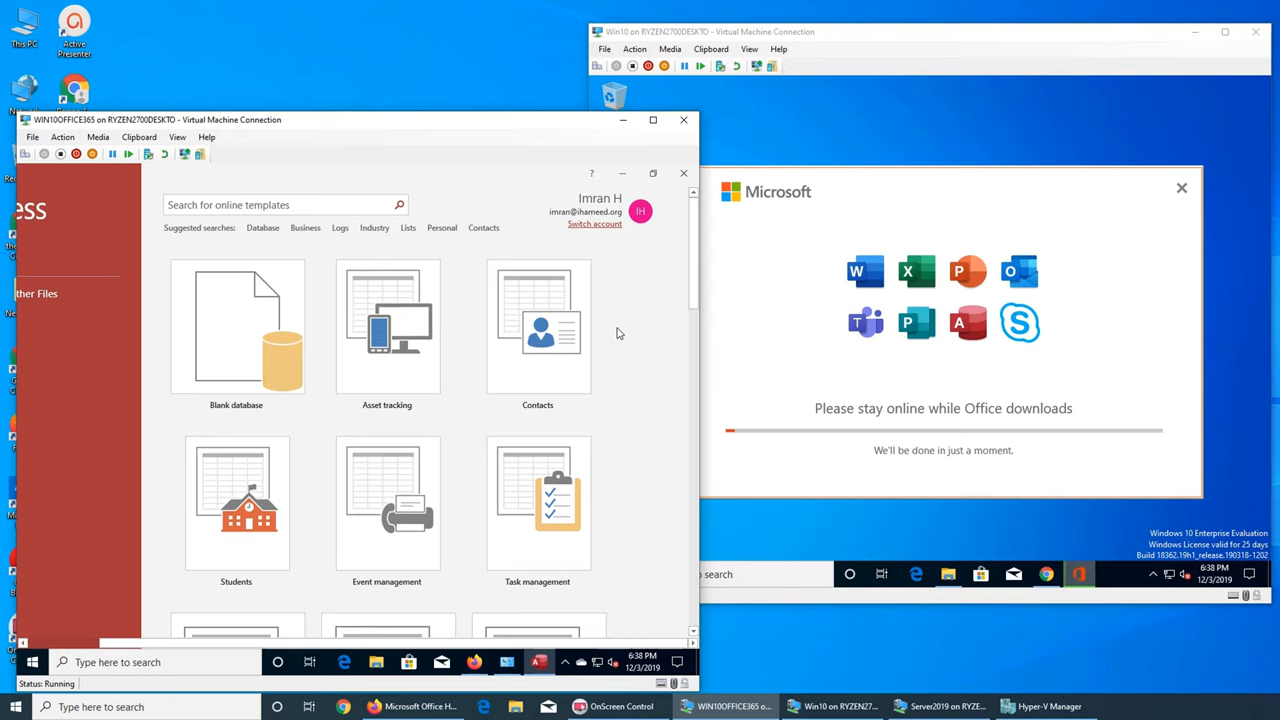 This PC
Active
Presenter
Win10 on RYZEN2700DESKTO - Virtual Machine Connection
File Action Media Clipboard View Help
WIN10OFFICE365 on RYZEN2700DESKTO - Virtual Machine Connection
File Action Media Clipboard View Help
ess
ther Files
Search for online templates
Suggested searches: Database Business Logs Industry Lists Personal Contacts
?
Imran H
imran@ihameed.org
Switch account
IH
Blank database
Asset tracking
Contacts
Students
Event management
Task management
Type here to search
6:38 PM
12/3/2019
Status: Running
Microsoft
W X P O
T P A S
Please stay online while Office downloads
We'll be done in just a moment.
Windows 10 Enterprise Evaluation
Windows License valid for 25 days
Build 18362.19h1_release.190318-1202
o search
6:38 PM
12/3/2019
Type here to search
Microsoft Office H...
OnScreen Control
WIN10OFFICE365 o...
Win10 on RYZEN27...
Server2019 on RYZE...
Hyper-V Manager